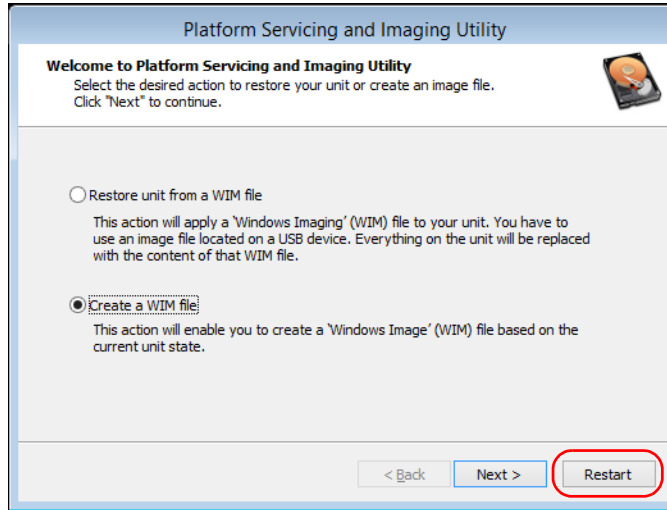 Platform Servicing and Imaging Utility
Welcome to Platform Servicing and Imaging Utility
Select the desired action to restore your unit or create an image file.
Click "Next" to continue.
Restore unit from a WIM file
This action will apply a 'Windows Imaging' (WIM) file to your unit. You have to
use an image file located on a USB device. Everything on the unit will be replaced
with the content of that WIM file.
Create a WIM file
This action will enable you to create a 'Windows Image' (WIM) file based on the
current unit state.
< Back Next > Restart